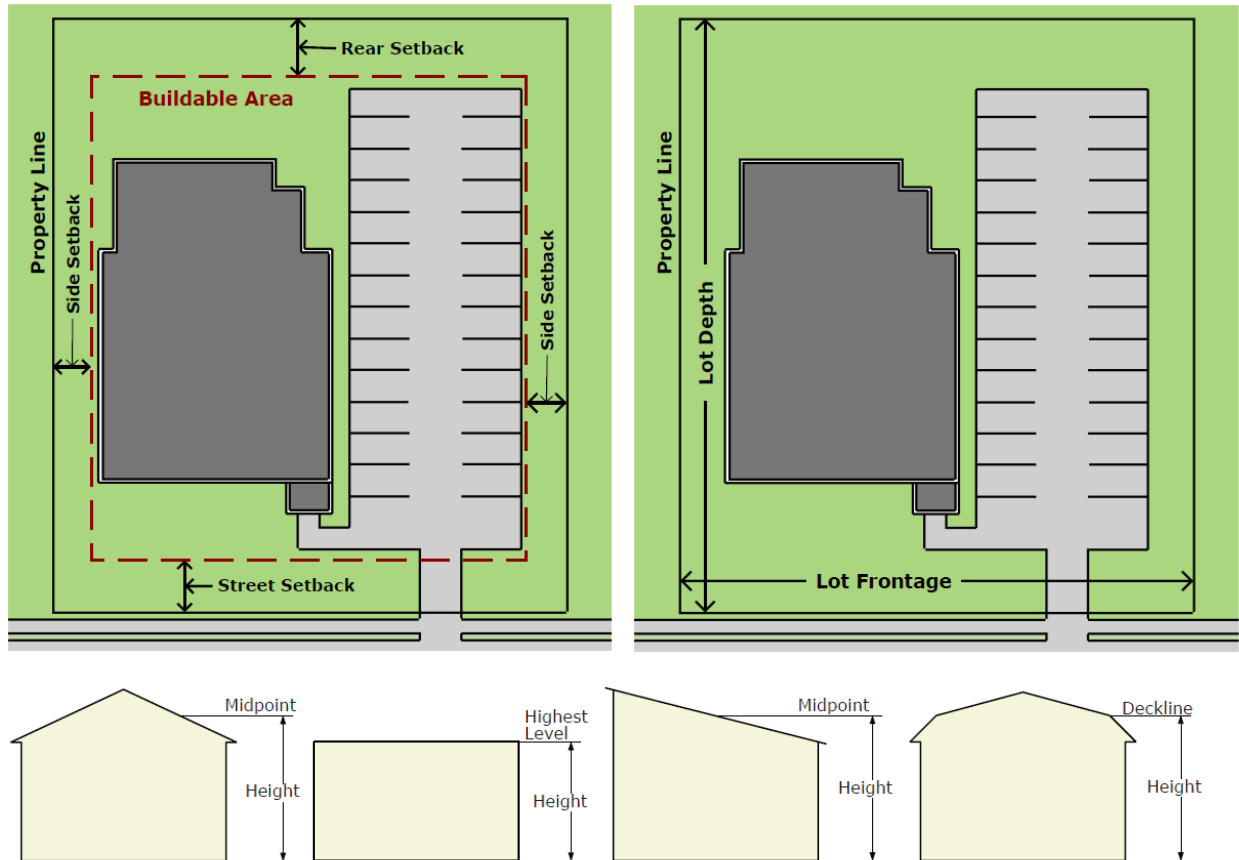 Rear Setback
Buildable Area
Property Line
Side Setback
Side Setback
Street Setback
Property Line
Lot Depth
Lot Frontage
Midpoint
Height
Highest
Level
Height
Midpoint
Height
Deckline
Height